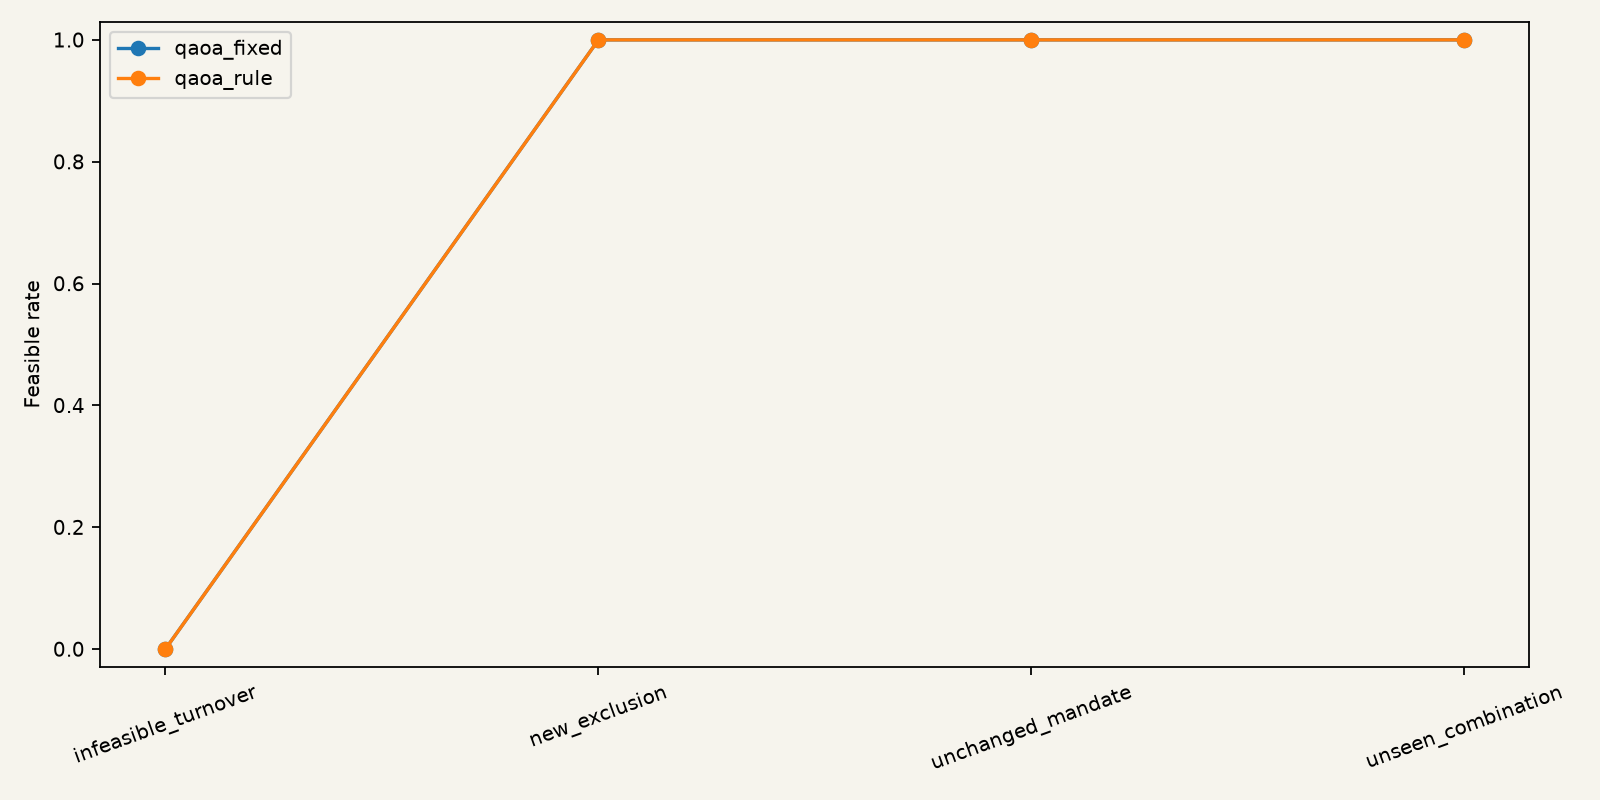 qaoa_fixed
qaoa_rule
Feasible rate
1.0
0.8
0.6
0.4
0.2
0.0
infeasible_turnover
new_exclusion
unchanged_mandate
unseen_combination